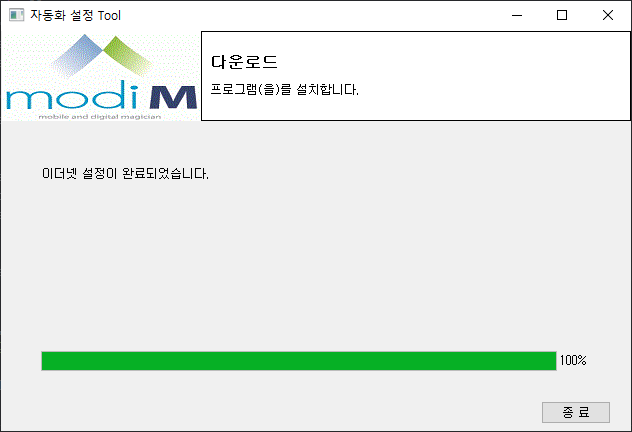 자동화 설정 Tool
modi M
mobile and digital magician
다운로드
프로그램(을)를 설치합니다.
이더넷 설정이 완료되었습니다.
100%
종 료